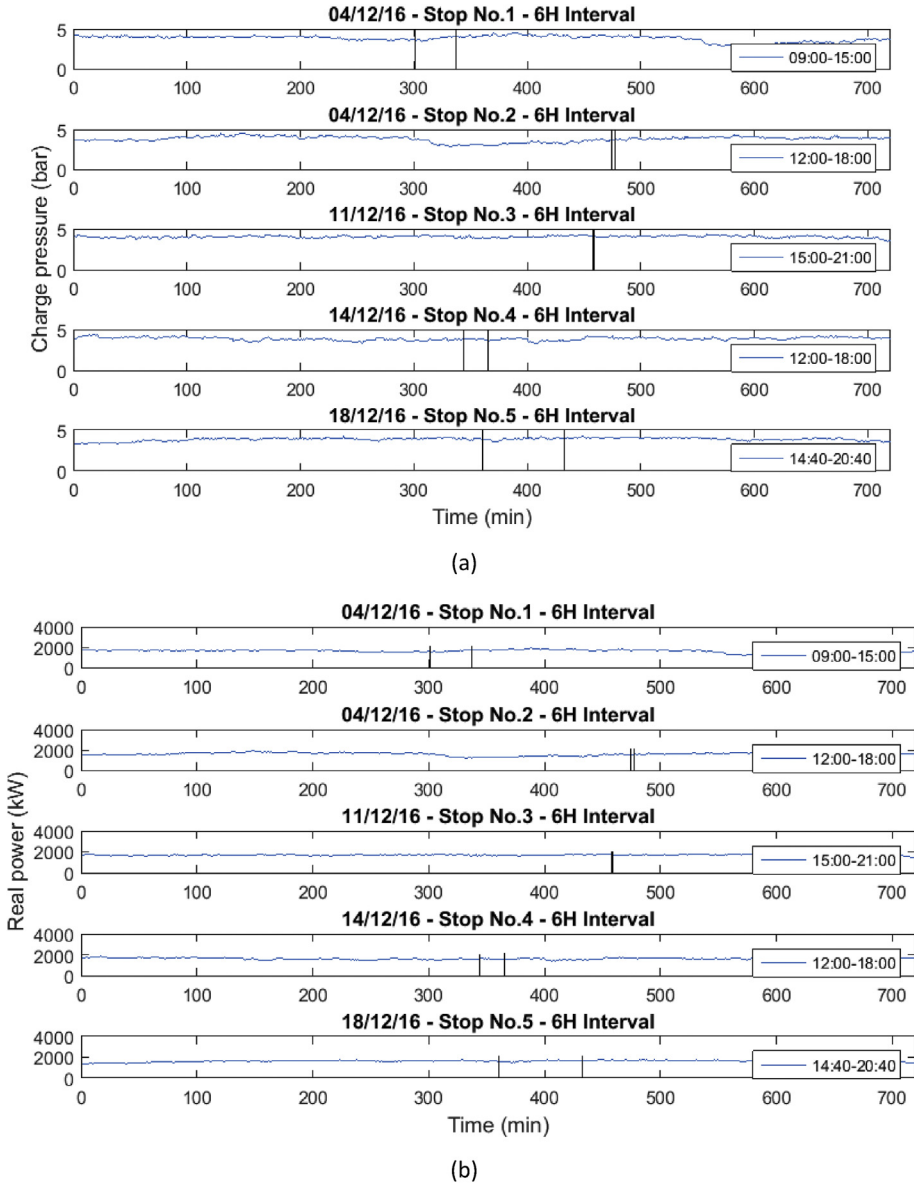 04/12/16 - Stop No.1 - 6H Interval
5
0
09:00-15:00
0 100 200 300 400 500 600 700
04/12/16 - Stop No.2 - 6H Interval
5
0
12:00-18:00
0 100 200 300 400 500 600 700
11/12/16 - Stop No.3 - 6H Interval
5
0
15:00-21:00
0 100 200 300 400 500 600 700
14/12/16 - Stop No.4 - 6H Interval
5
0
12:00-18:00
0 100 200 300 400 500 600 700
18/12/16 - Stop No.5 - 6H Interval
5
0
14:40-20:40
0 100 200 300 400 500 600 700
Charge pressure (bar)
Time (min)
(a)
04/12/16 - Stop No.1 - 6H Interval
4000
2000
0
09:00-15:00
0 100 200 300 400 500 600 700
04/12/16 - Stop No.2 - 6H Interval
4000
2000
0
12:00-18:00
0 100 200 300 400 500 600 700
11/12/16 - Stop No.3 - 6H Interval
4000
2000
0
15:00-21:00
0 100 200 300 400 500 600 700
14/12/16 - Stop No.4 - 6H Interval
4000
2000
0
12:00-18:00
0 100 200 300 400 500 600 700
18/12/16 - Stop No.5 - 6H Interval
4000
2000
0
14:40-20:40
0 100 200 300 400 500 600 700
Real power (kW)
Time (min)
(b)